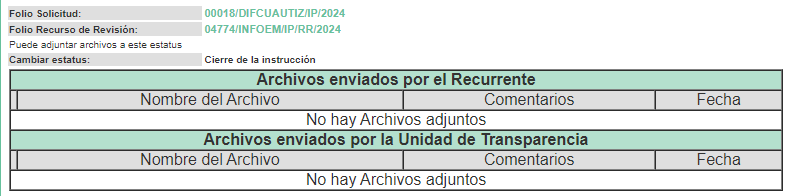 Folio Solicitud: 00018/DIFCUAUTIZ/IP/2024
Folio Recurso de Revisión: 04774/INFOEM/IP/RR/2024
Puede adjuntar archivos a este estatus
Cambiar estatus: Cierre de la instrucción
Archivos enviados por el Recurrente
Nombre del Archivo Comentarios Fecha
No hay Archivos adjuntos
Archivos enviados por la Unidad de Transparencia
Nombre del Archivo Comentarios Fecha
No hay Archivos adjuntos